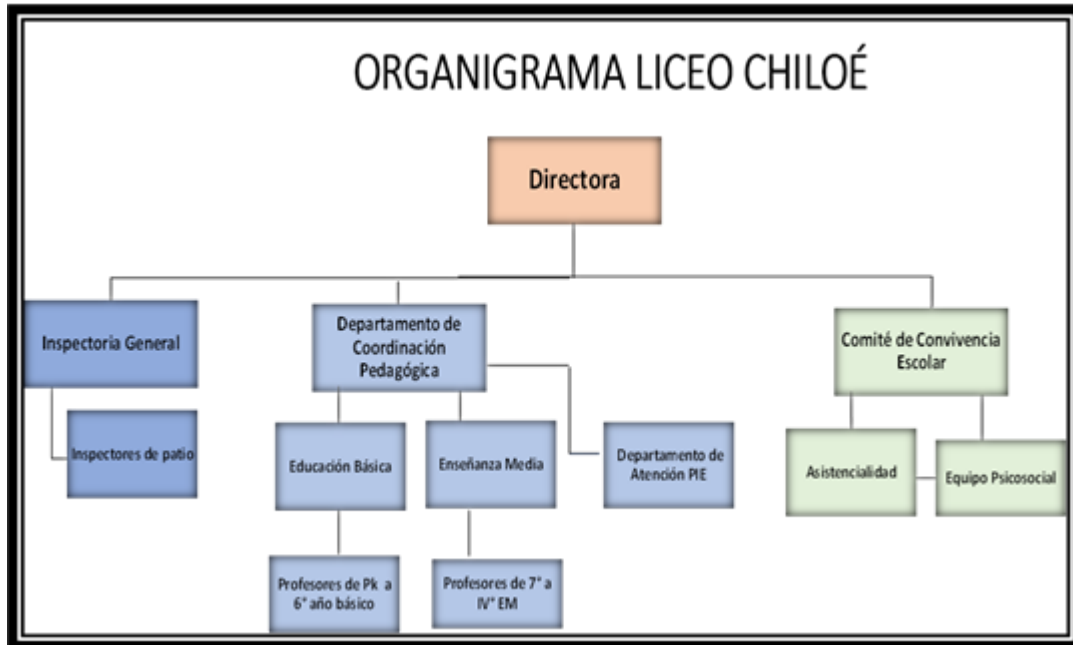 ORGANIGRAMA LICEO CHILOÉ
Directora
Inspectoria General
Departamento de
Coordinación
Pedagógica
Comité de Convivencia
Escolar
Inspectores de patio
Educación Básica
Enseñanza Media
Departamento de
Atención PIE
Asistencialidad
Equipo Psicosocial
Profesores de Pk a
6° año básico
Profesores de 7° a
IV° EM